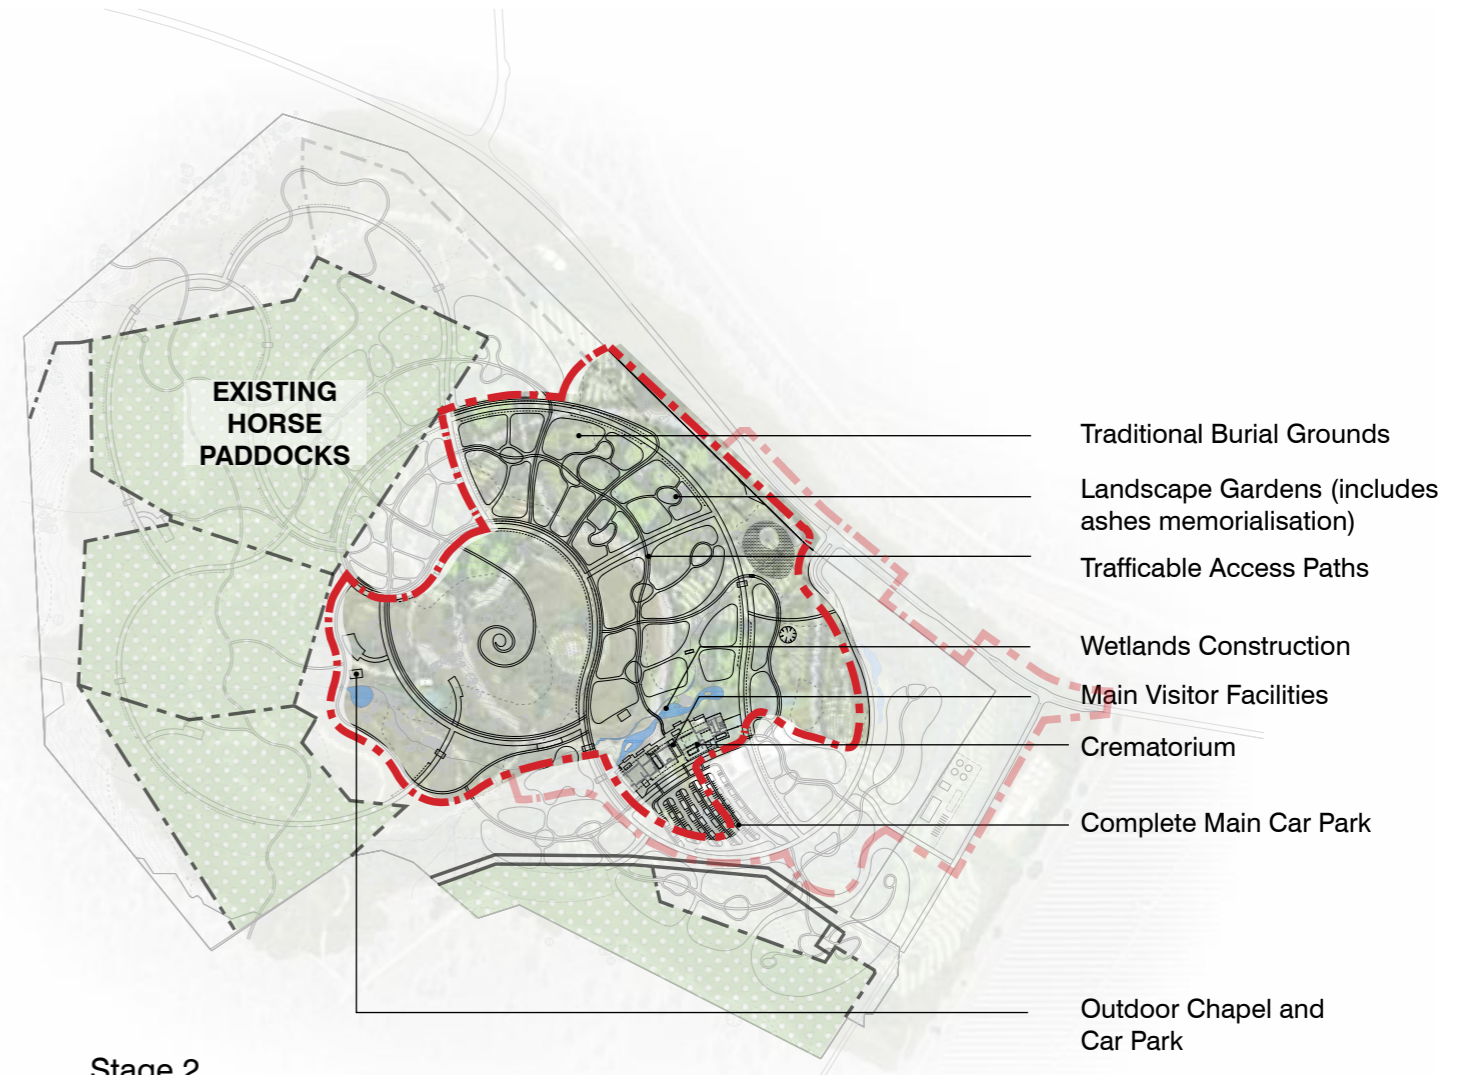 EXISTING
HORSE
PADDOCKS
Traditional Burial Grounds
Landscape Gardens (includes
ashes memorialisation)
Trafficable Access Paths
Wetlands Construction
Main Visitor Facilities
Crematorium
Complete Main Car Park
Outdoor Chapel and
Car Park
Stage 2